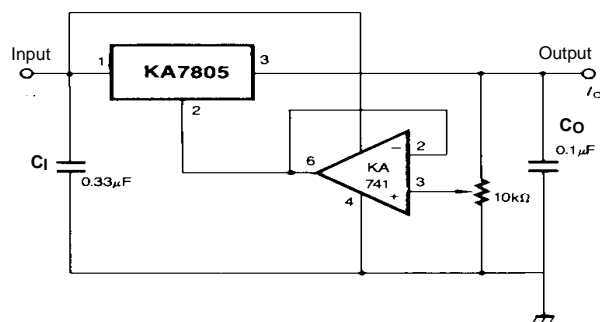 Input
Output
1
KA7805
3
2
Io
CI
0.33μF
6
2
−
KA
741
3
+
4
10kΩ
CO
0.1μF